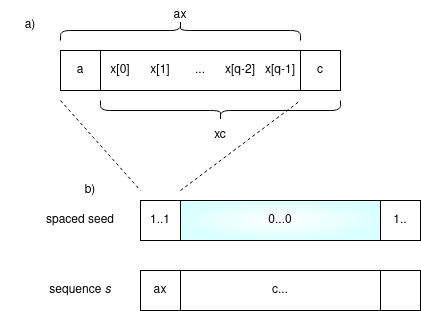 ax
a)
a x[0] x[1] ... x[q-2] x[q-1] c
xc
b)
spaced seed 1..1 0...0 1..
sequence s ax c...